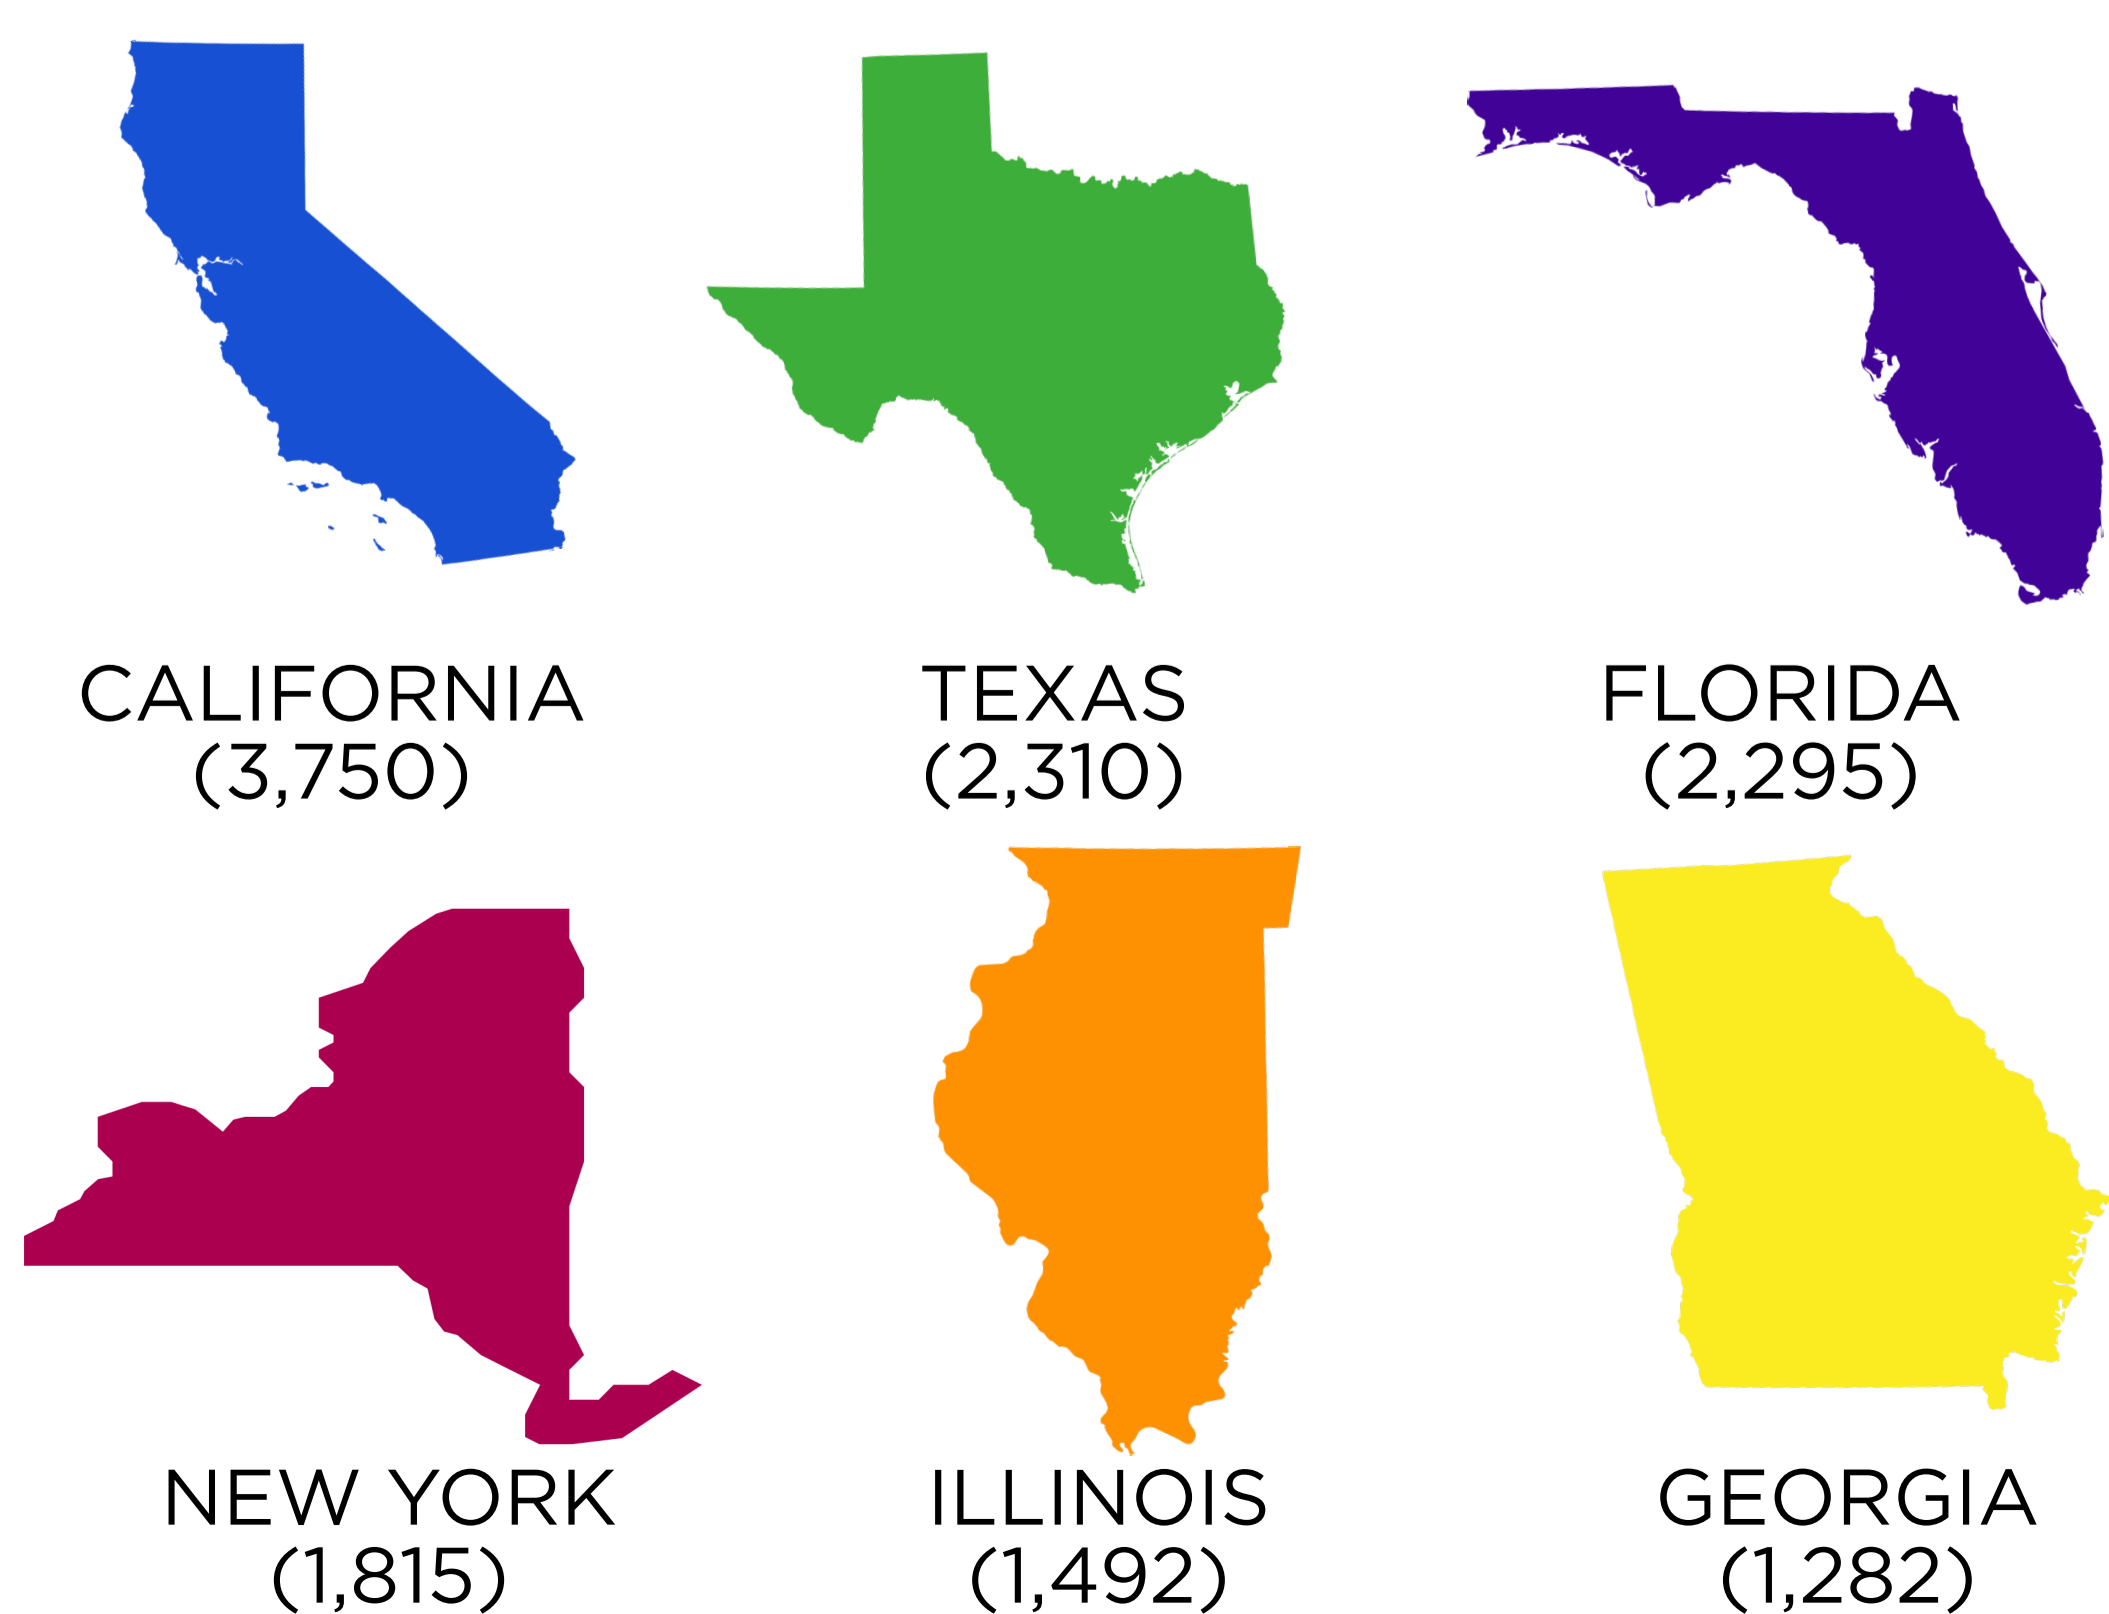 CALIFORNIA
(3,750)
TEXAS
(2,310)
FLORIDA
(2,295)
NEW YORK
(1,815)
ILLINOIS
(1,492)
GEORGIA
(1,282)